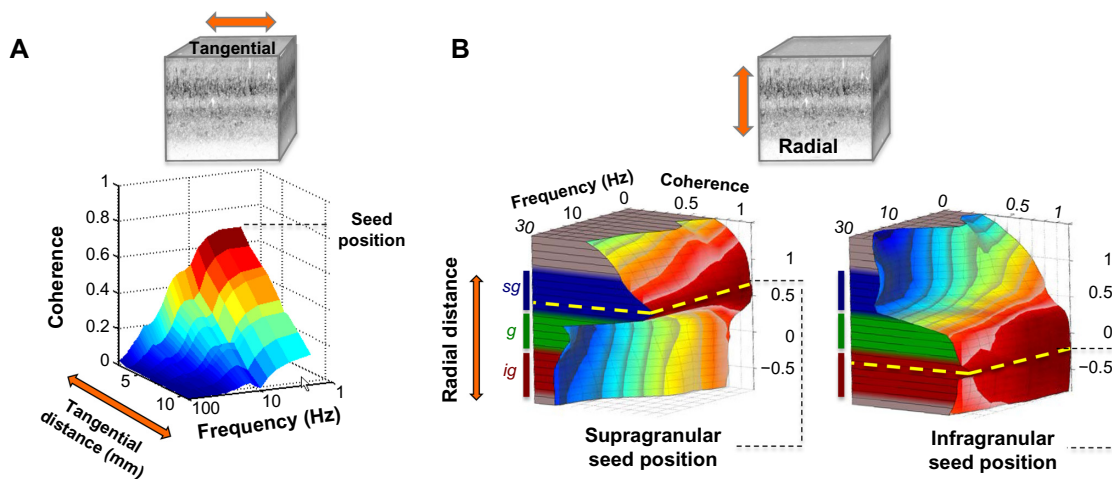 A
Tangential
1
0.8
0.6
0.4
0.2
0
Coherence
Seed
position
5
10
100
10
1
Tangential
distance (mm)
Frequency (Hz)
B
Radial
Frequency (Hz)
Coherence
30
10
0
0.5
1
Radial distance
sg
g
ig
1
0.5
0
−0.5
Supragranular
seed position
30
10
0
0.5
1
1
0.5
0
−0.5
Infragranular
seed position